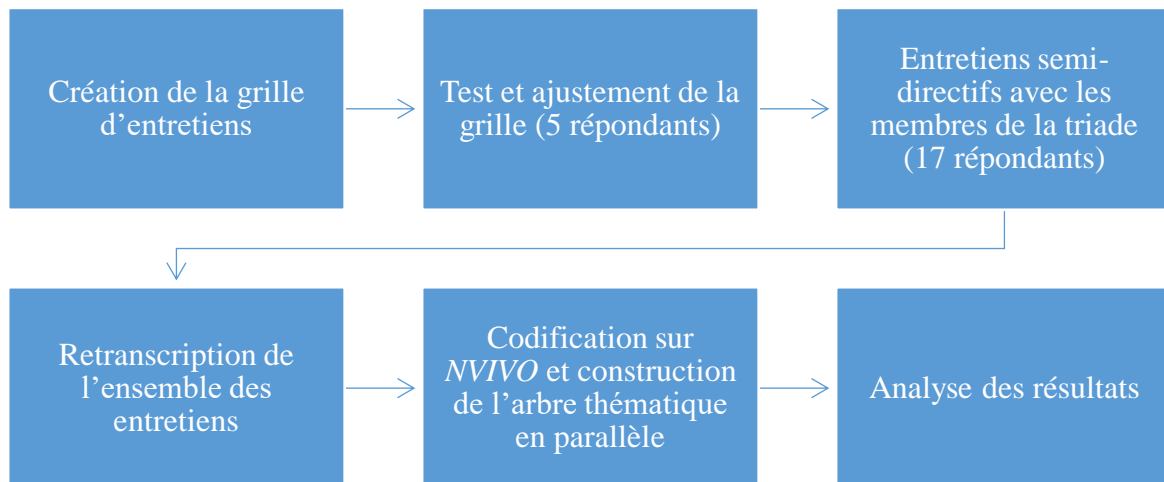 Création de la grille
d’entretiens
Test et ajustement de la
grille (5 répondants)
Entretiens semi-
directifs avec les
membres de la triade
(17 répondants)
Retranscription de
l’ensemble des
entretiens
Codification sur
NVIVO et construction
de l’arbre thématique
en parallèle
Analyse des résultats